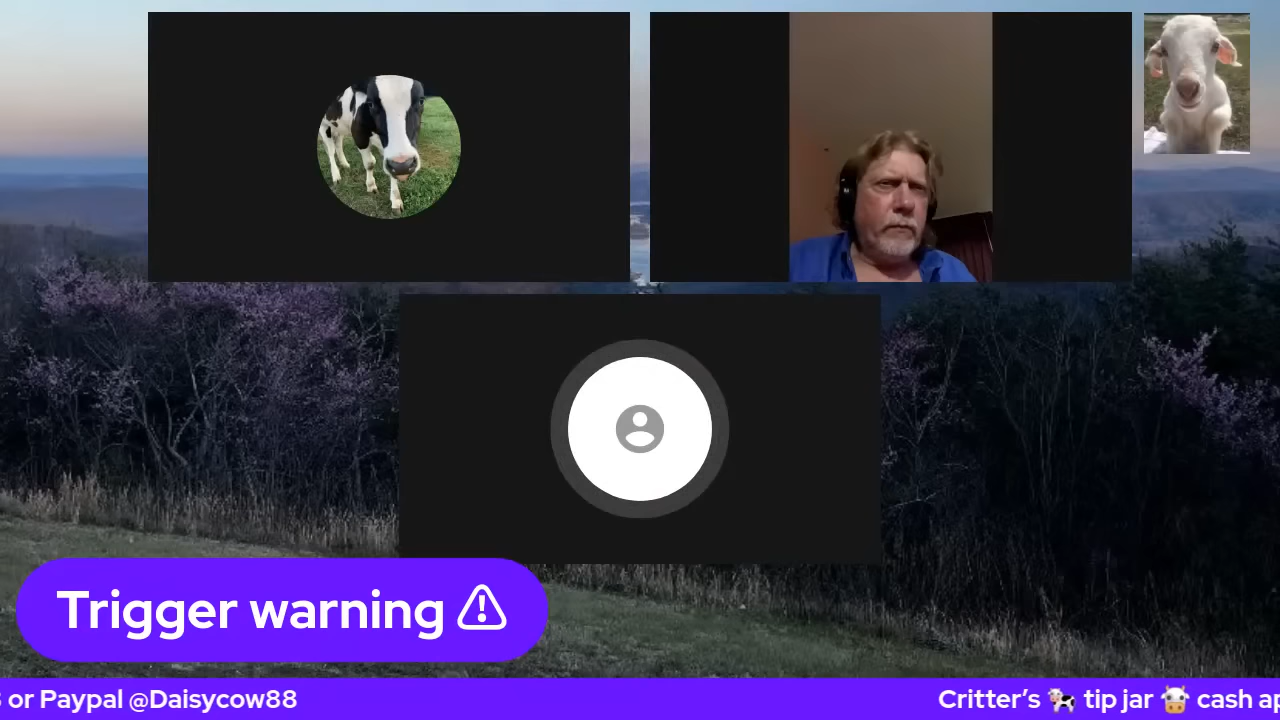 Trigger warning ⚠
or Paypal @Daisycow88 Critter’s 🐄 tip jar 🐮 cash